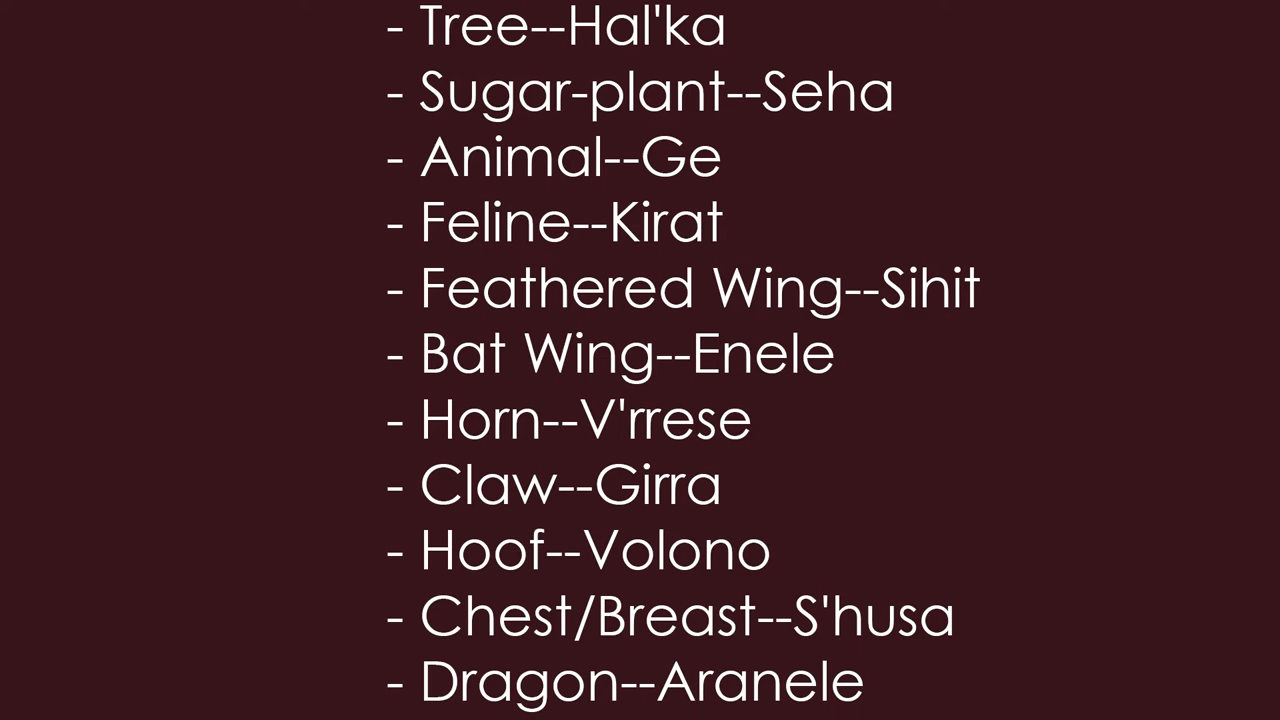 - Tree--Hal'ka
- Sugar-plant--Seha
- Animal--Ge
- Feline--Kirat
- Feathered Wing--Sihit
- Bat Wing--Enele
- Horn--V'rrese
- Claw--Girra
- Hoof--Volono
- Chest/Breast--S'husa
- Dragon--Aranele